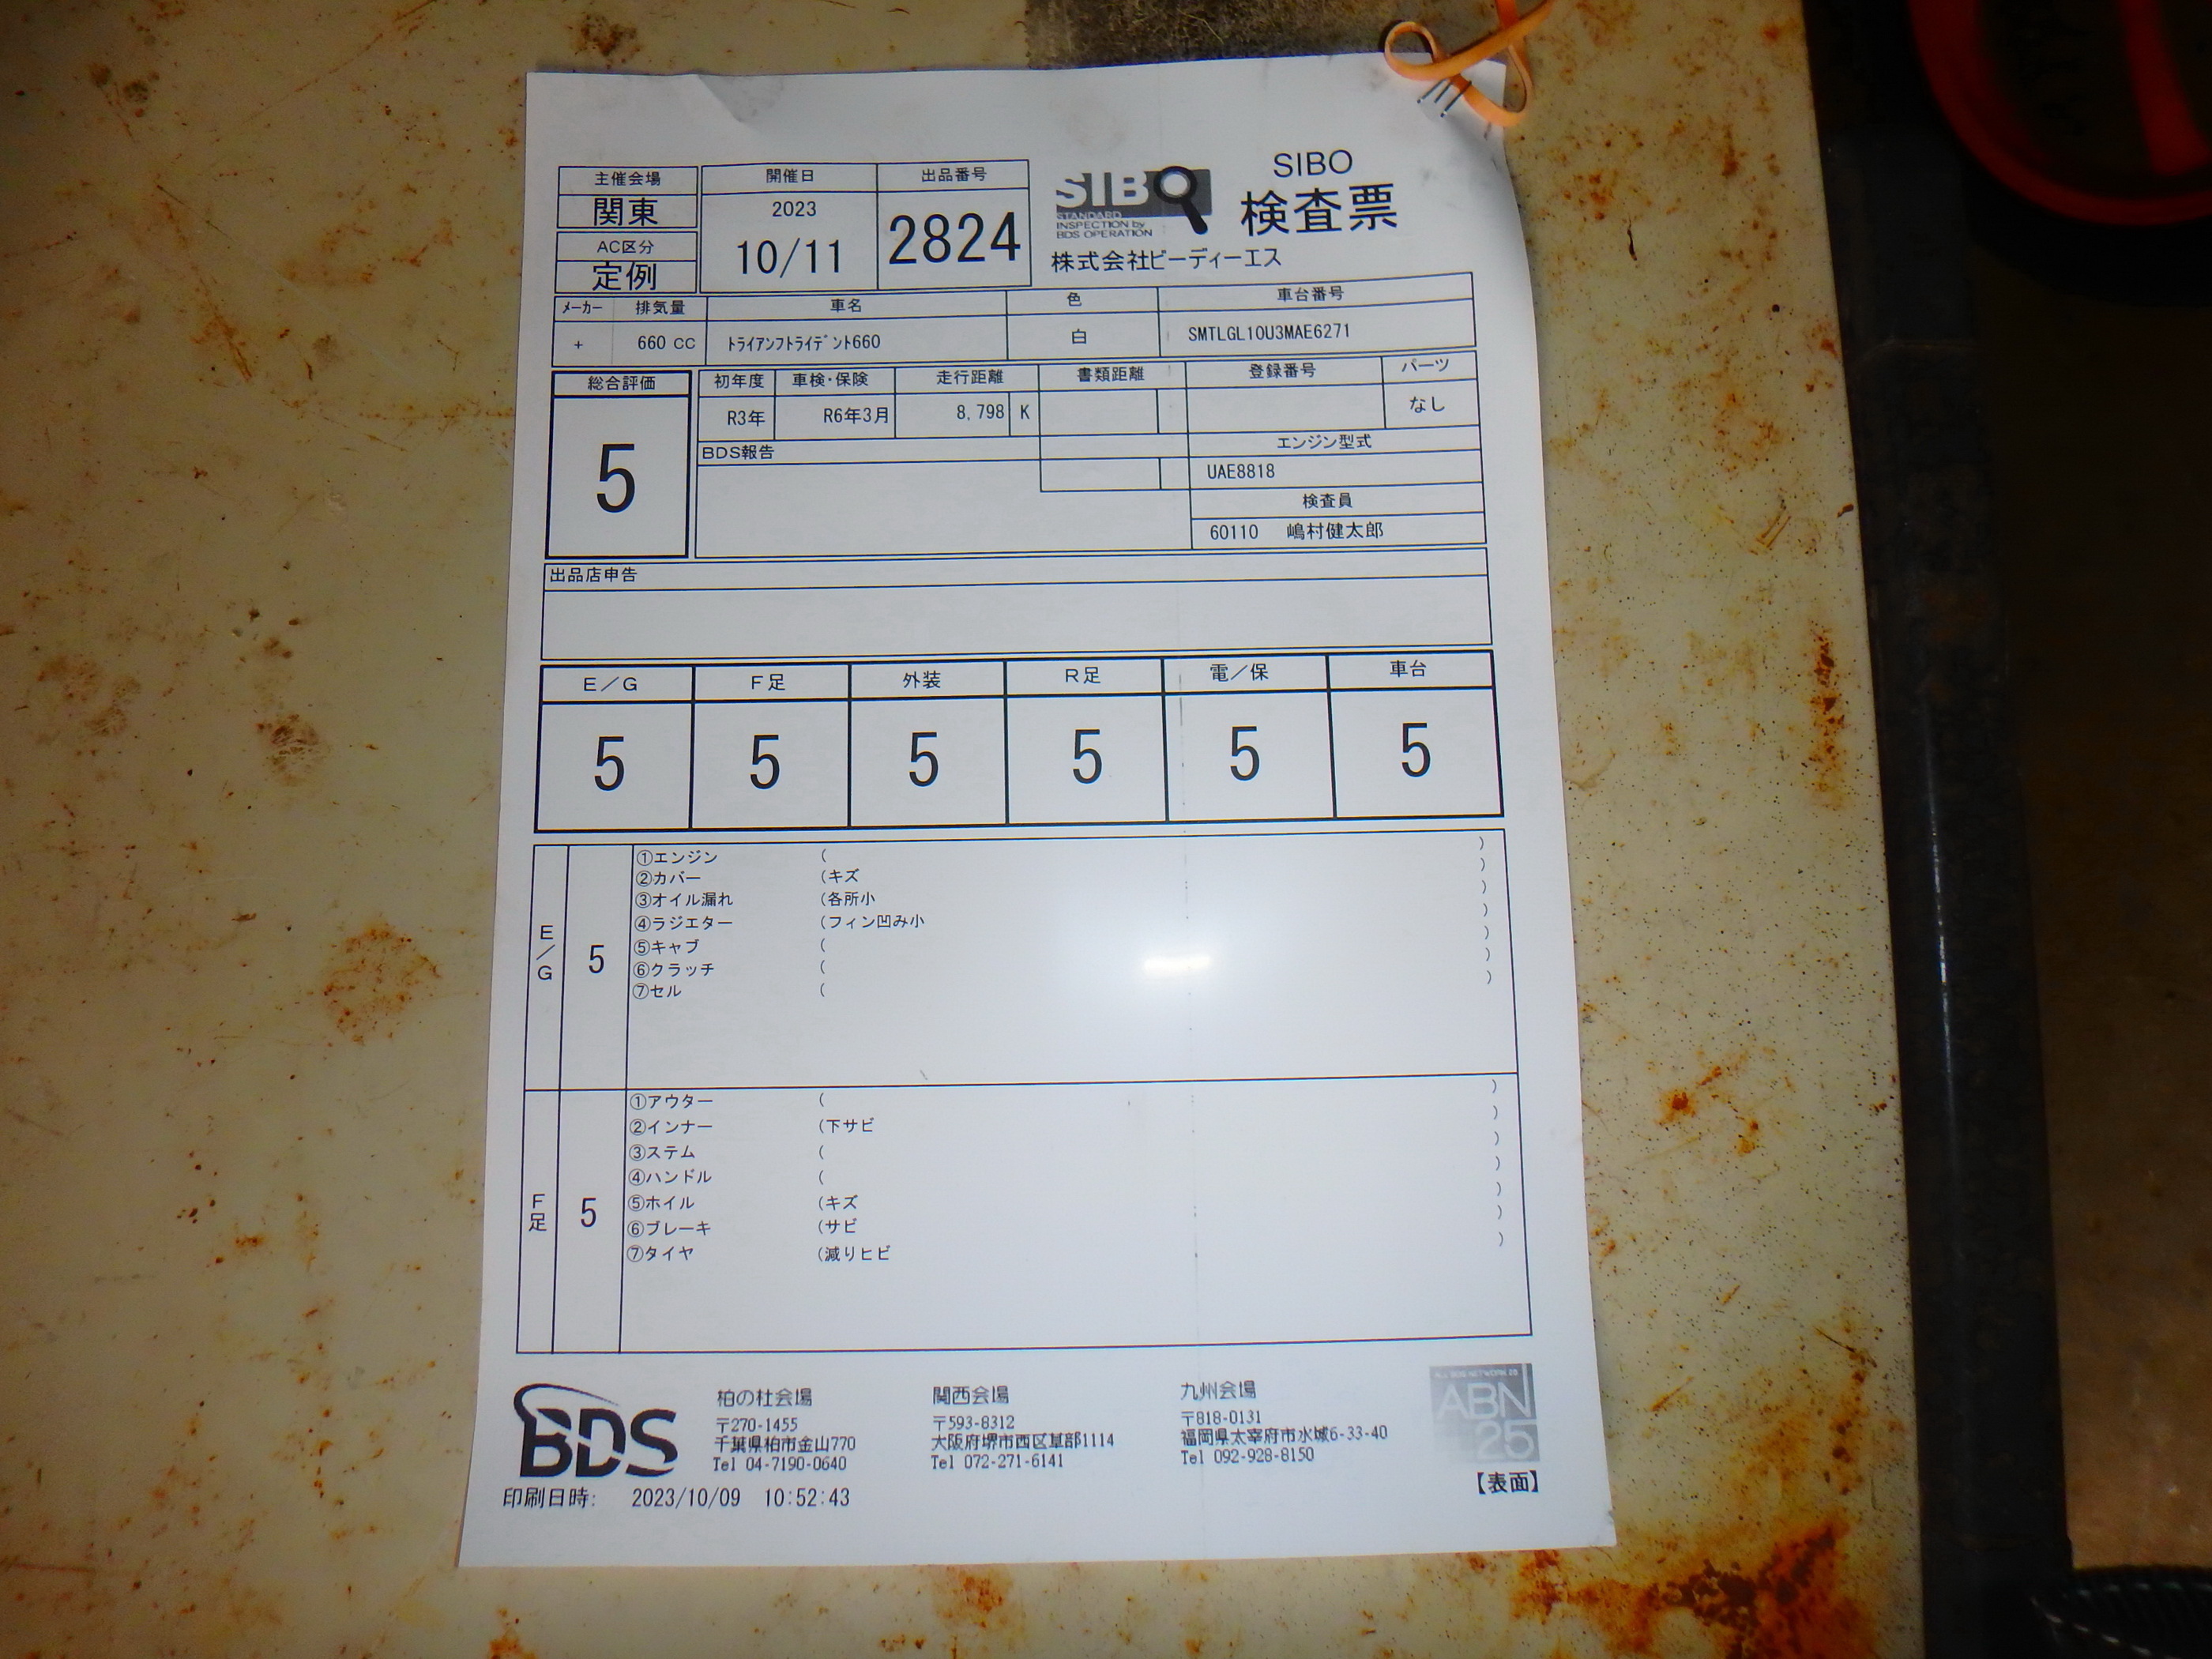 主催会場 開催日 出品番号
関東 2023 10/11 2824
AC区分
定例
SIBO
STANDARD
INSPECTION by
BDS OPERATION
SIBO
検査票
株式会社ビーディーエス
ﾒｰｶｰ 排気量 車名 色 車台番号
+ 660 CC ﾄﾗｲｱﾝﾌﾄﾗｲﾃﾞﾝﾄ660 白 SMTLGL10U3MAE6271
総合評価 初年度 車検・保険 走行距離 書類距離 登録番号 パーツ
5 R3年 R6年3月 8,798 K なし
BDS報告 エンジン型式
UAE8818
検査員
60110 嶋村健太郎
出品店申告
E/G F足 外装 R足 電/保 車台
5 5 5 5 5 5
E/G 5
①エンジン ( )
②カバー (キズ )
③オイル漏れ (各所小 )
④ラジエター (フィン凹み小 )
⑤キャブ ( )
⑥クラッチ ( )
⑦セル ( )
F足 5
①アウター ( )
②インナー (下サビ )
③ステム ( )
④ハンドル ( )
⑤ホイル (キズ )
⑥ブレーキ (サビ )
⑦タイヤ (減りヒビ )
BDS
柏の杜会場
〒270-1455
千葉県柏市金山770
Tel 04-7190-0640
関西会場
〒593-8312
大阪府堺市西区草部1114
Tel 072-271-6141
九州会場
〒818-0131
福岡県太宰府市水城6-33-40
Tel 092-928-8150
ALL BDS NETWORK 25
ABN
25
【表面】
印刷日時: 2023/10/09 10:52:43